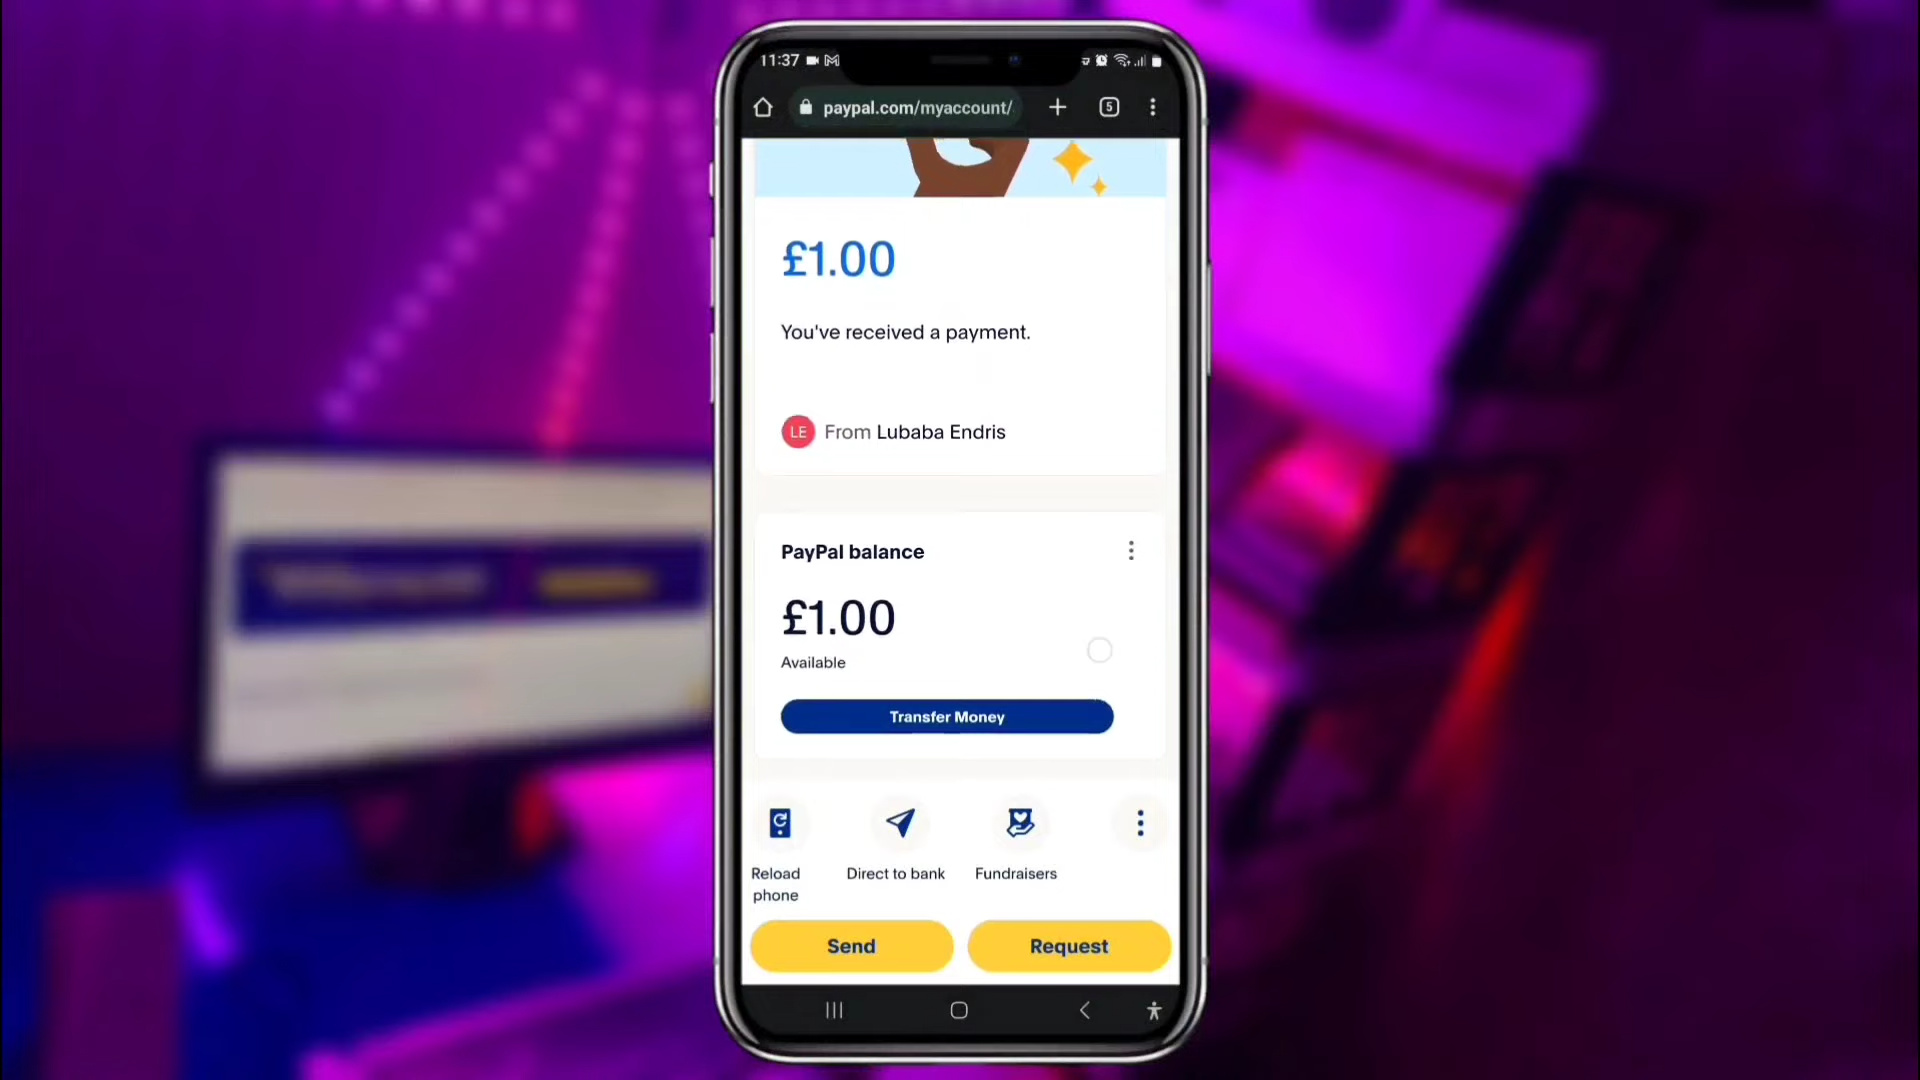 11:37
paypal.com/myaccount/
5
£1.00
You've received a payment.
LE From Lubaba Endris
PayPal balance
£1.00
Available
Transfer Money
Reload phone
Direct to bank
Fundraisers
Send
Request